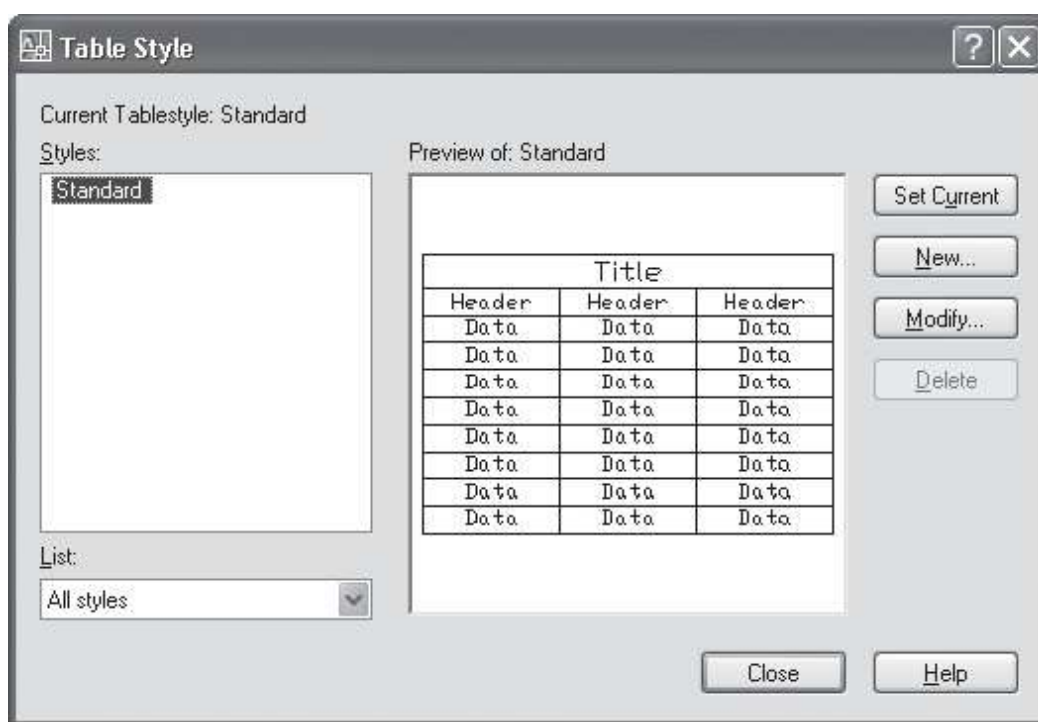 Table Style
Current Tablestyle: Standard
Styles:
Standard
List:
All styles
Preview of: Standard
Title
Header Header Header
Data Data Data
Data Data Data
Data Data Data
Data Data Data
Data Data Data
Data Data Data
Data Data Data
Data Data Data
Set Current
New...
Modify...
Delete
Close
Help